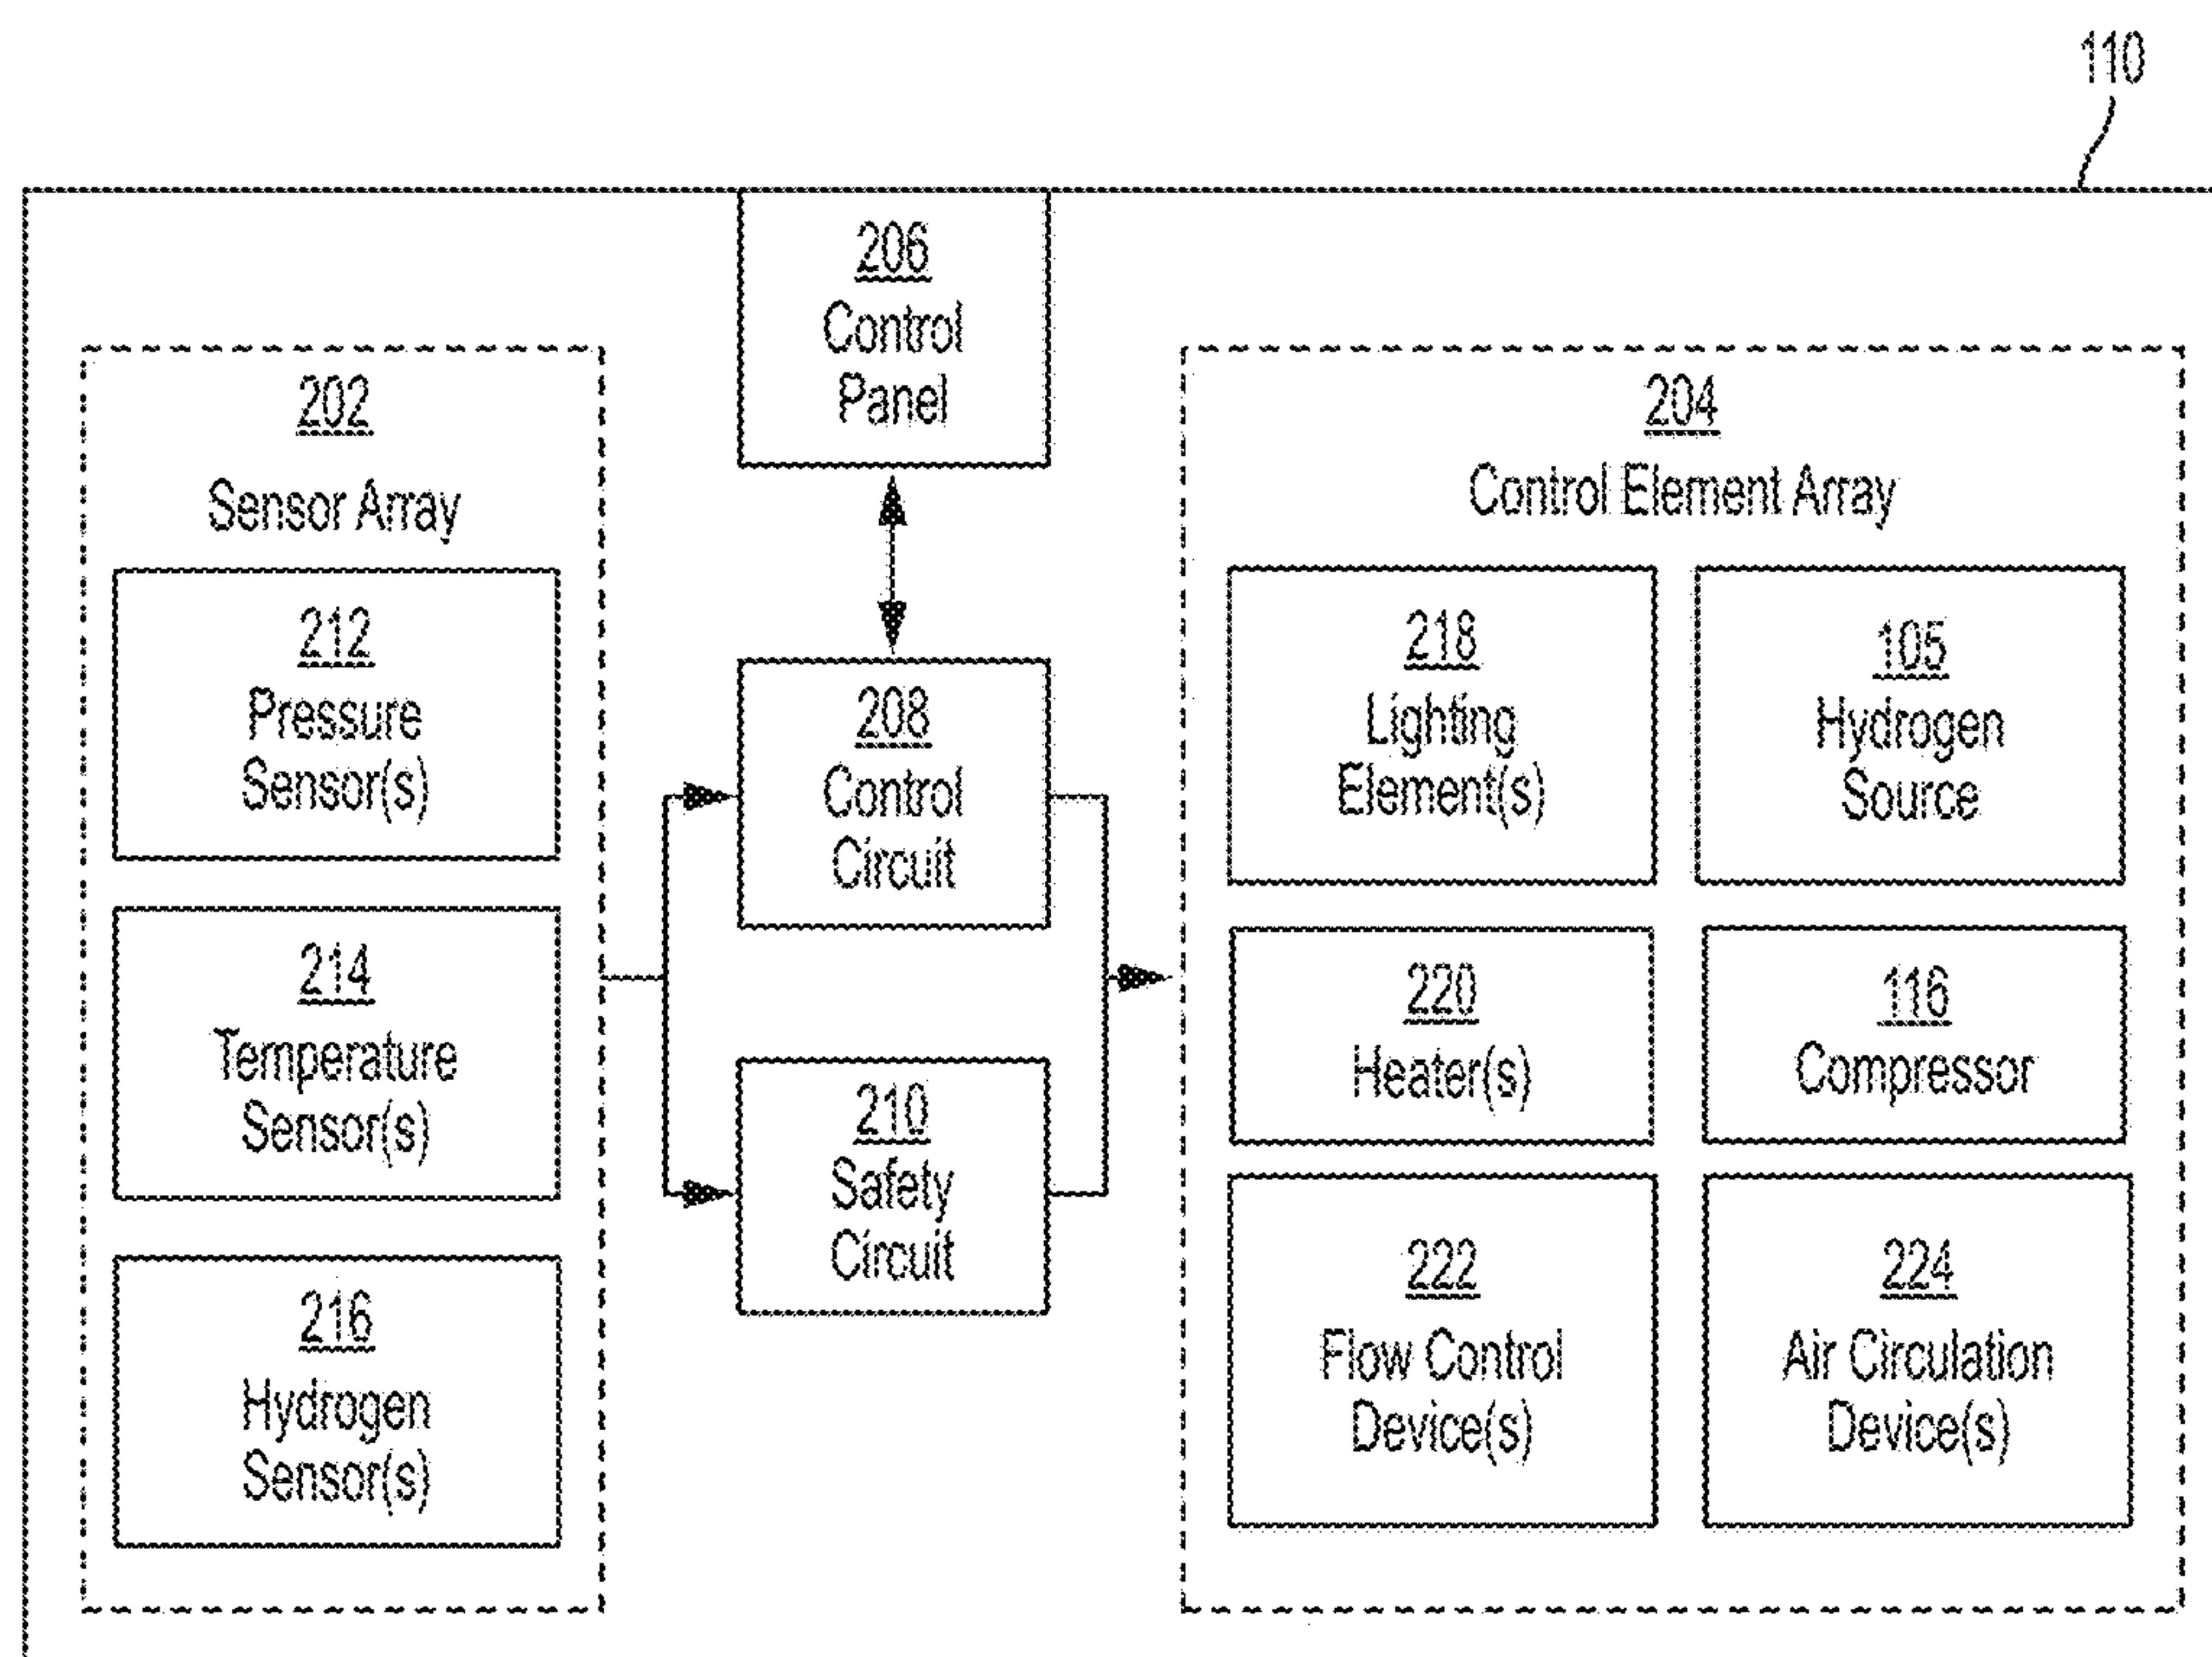 110
206
Control
Panel
202
Sensor Array
212
Pressure
Sensor(s)
214
Temperature
Sensor(s)
216
Hydrogen
Sensor(s)
208
Control
Circuit
210
Safety
Circuit
204
Control Element Array
218
Lighting
Element(s)
105
Hydrogen
Source
220
Heater(s)
116
Compressor
222
Flow Control
Device(s)
224
Air Circulation
Device(s)